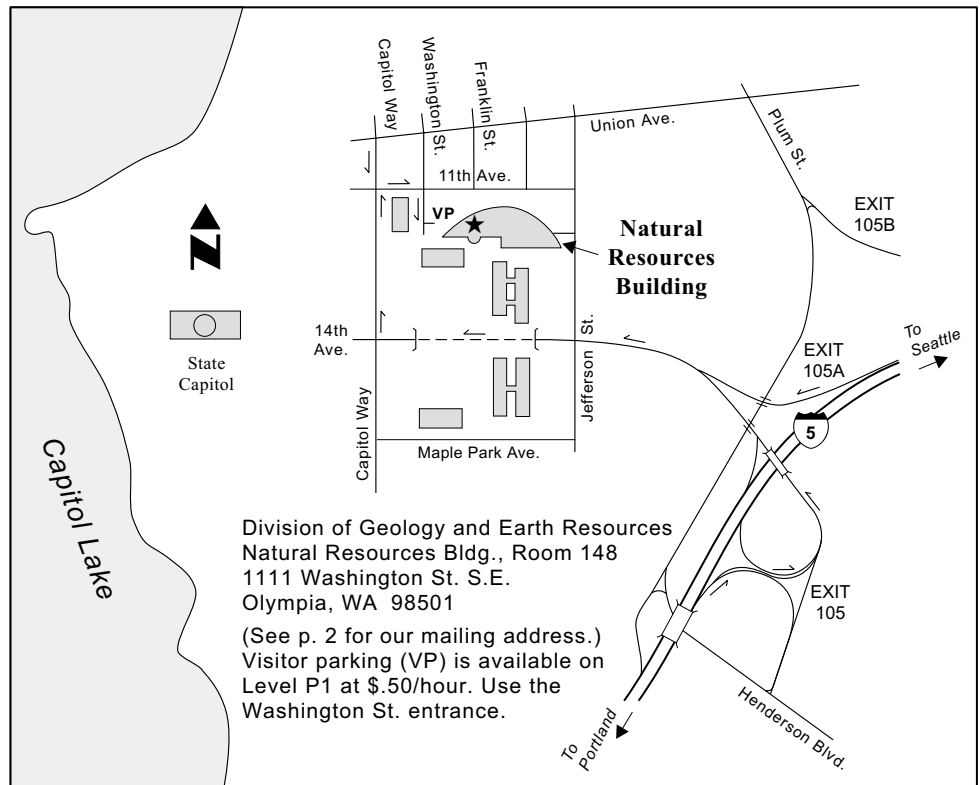 Capitol Way
Washington St.
Franklin St.
Union Ave.
Plum St.
11th Ave.
VP
EXIT
105B
Natural
Resources
Building
N
State
Capitol
14th
Ave.
Jefferson St.
To
Seattle
EXIT
105A
5
Capitol Way
Maple Park Ave.
Capitol Lake
Division of Geology and Earth Resources
Natural Resources Bldg., Room 148
1111 Washington St. S.E.
Olympia, WA 98501
(See p. 2 for our mailing address.)
Visitor parking (VP) is available on
Level P1 at $.50/hour. Use the
Washington St. entrance.
EXIT
105
Henderson Blvd.
To
Portland